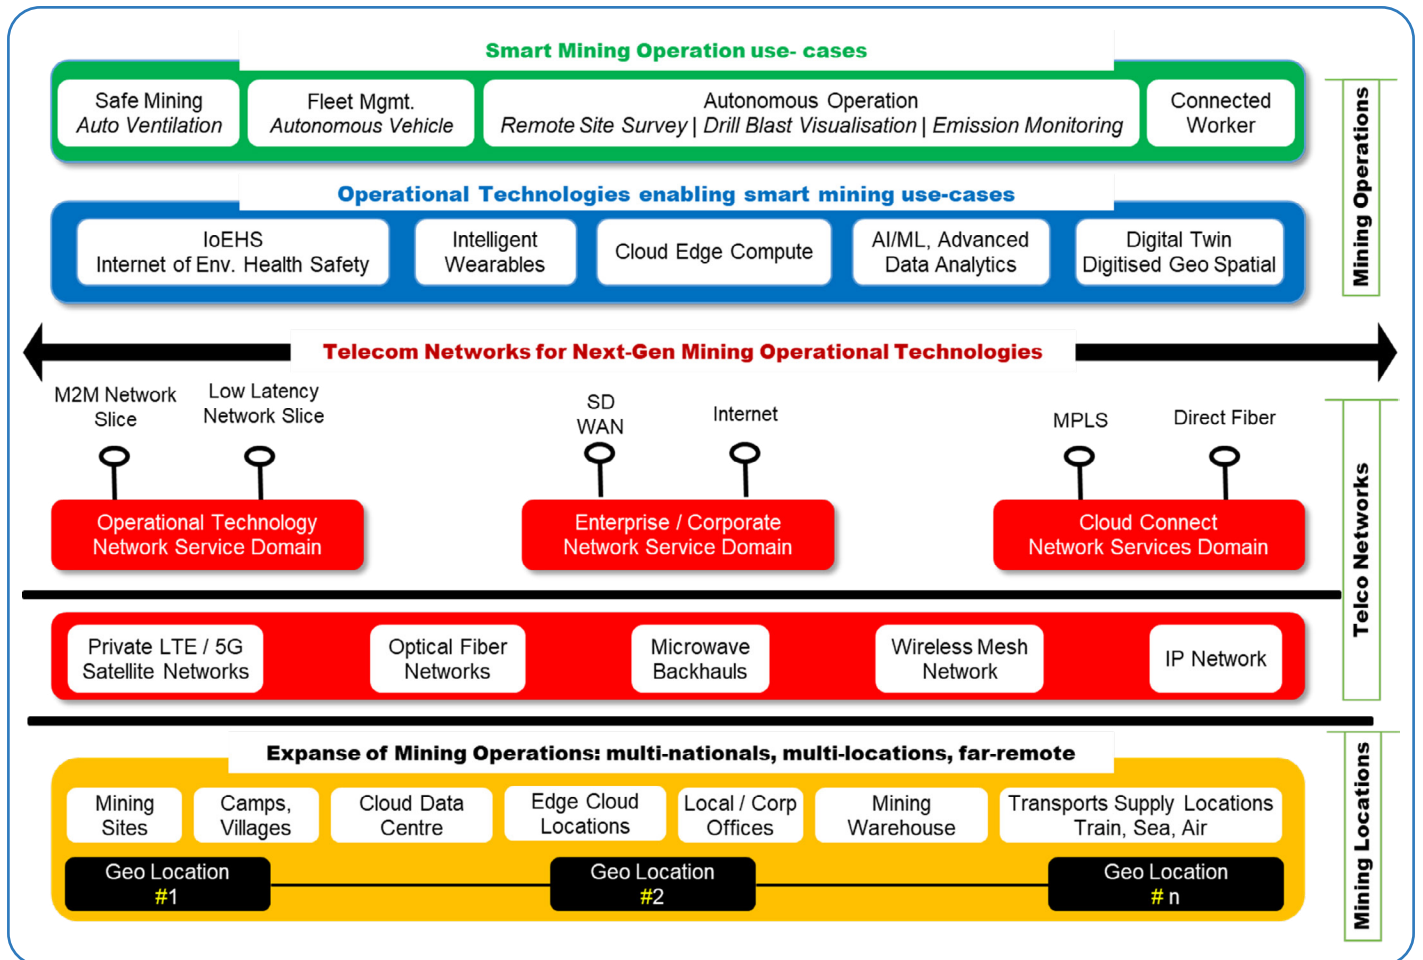 Smart Mining Operation use- cases
Safe Mining
Auto Ventilation
Fleet Mgmt.
Autonomous Vehicle
Autonomous Operation
Remote Site Survey | Drill Blast Visualisation | Emission Monitoring
Connected
Worker
Operational Technologies enabling smart mining use-cases
IoEHS
Internet of Env. Health Safety
Intelligent
Wearables
Cloud Edge Compute
AI/ML, Advanced
Data Analytics
Digital Twin
Digitised Geo Spatial
Mining Operations
Telecom Networks for Next-Gen Mining Operational Technologies
M2M Network
Slice
Low Latency
Network Slice
SD
WAN
Internet
MPLS
Direct Fiber
Operational Technology
Network Service Domain
Enterprise / Corporate
Network Service Domain
Cloud Connect
Network Services Domain
Private LTE / 5G
Satellite Networks
Optical Fiber
Networks
Microwave
Backhauls
Wireless Mesh
Network
IP Network
Telco Networks
Expanse of Mining Operations: multi-nationals, multi-locations, far-remote
Mining
Sites
Camps,
Villages
Cloud Data
Centre
Edge Cloud
Locations
Local / Corp
Offices
Mining
Warehouse
Transports Supply Locations
Train, Sea, Air
Geo Location
#1
Geo Location
#2
Geo Location
# n
Mining Locations